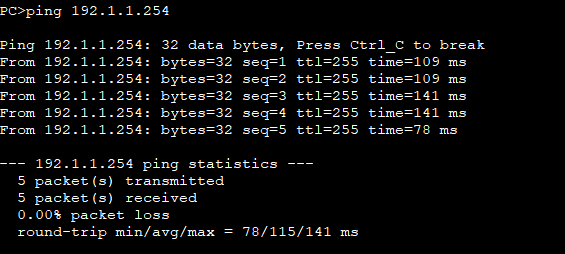 PC>ping 192.1.1.254
Ping 192.1.1.254: 32 data bytes, Press Ctrl_C to break
From 192.1.1.254: bytes=32 seq=1 ttl=255 time=109 ms
From 192.1.1.254: bytes=32 seq=2 ttl=255 time=109 ms
From 192.1.1.254: bytes=32 seq=3 ttl=255 time=141 ms
From 192.1.1.254: bytes=32 seq=4 ttl=255 time=141 ms
From 192.1.1.254: bytes=32 seq=5 ttl=255 time=78 ms
--- 192.1.1.254 ping statistics ---
5 packet(s) transmitted
5 packet(s) received
0.00% packet loss
round-trip min/avg/max = 78/115/141 ms